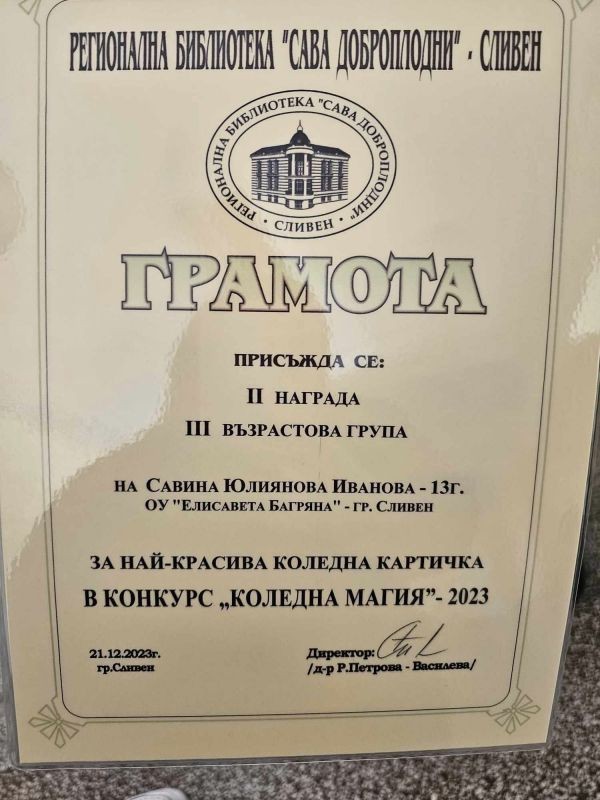 РЕГИОНАЛНА БИБЛИОТЕКА "САВА ДОБРОПЛОДНИ" - СЛИВЕН
РЕГИОНАЛНА БИБЛИОТЕКА "САВА ДОБРОПЛОДНИ"
· СЛИВЕН ·
ГРАМОТА
ПРИСЪЖДА СЕ:
II НАГРАДА
III ВЪЗРАСТОВА ГРУПА
НА САВИНА ЮЛИЯНОВА ИВАНОВА - 13Г.
ОУ "ЕЛИСАВЕТА БАГРЯНА" - ГР. СЛИВЕН
ЗА НАЙ-КРАСИВА КОЛЕДНА КАРТИЧКА
В КОНКУРС „КОЛЕДНА МАГИЯ”- 2023
21.12.2023г.
гр.Сливен
Директор:
/д-р Р.Петрова - Василева/